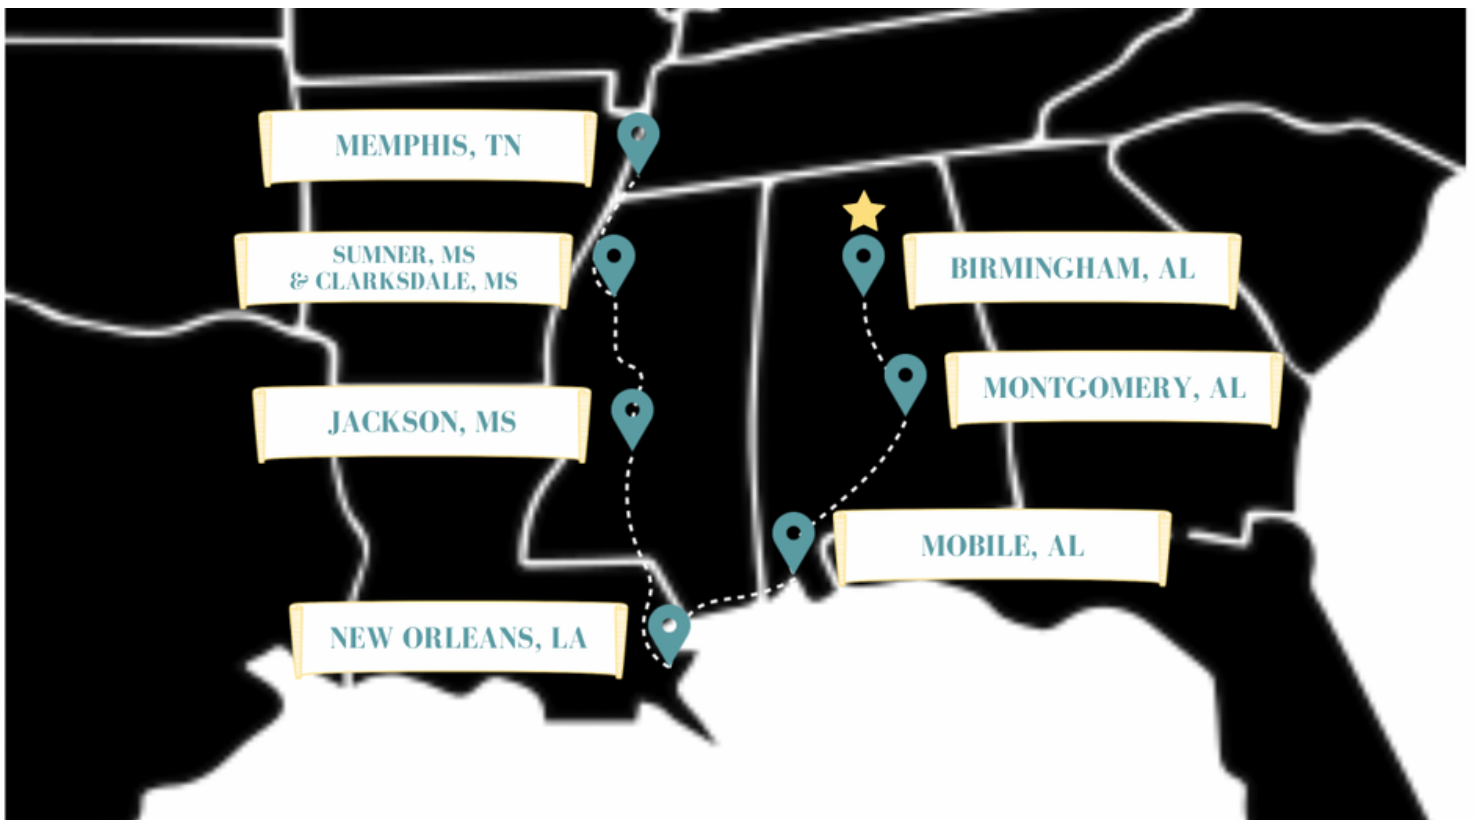 MEMPHIS, TN
SUMNER, MS
& CLARKSDALE, MS
BIRMINGHAM, AL
MONTGOMERY, AL
JACKSON, MS
MOBILE, AL
NEW ORLEANS, LA